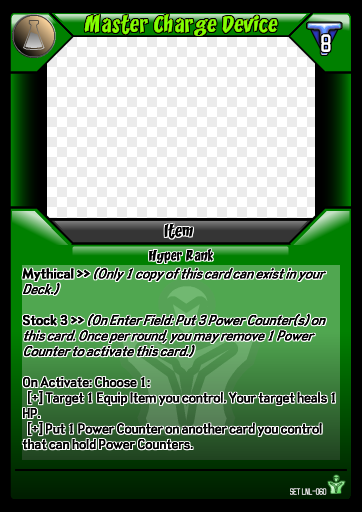 Master Charge Device
8
Item
Hyper Rank
Mythical >> (Only 1 copy of this card can exist in your
Deck.)
Stock 3 >> (On Enter Field: Put 3 Power Counter(s) on
this card. Once per round, you may remove 1 Power
Counter to activate this card.)
On Activate: Choose 1:
[+] Target 1 Equip Item you control. Your target heals 1
HP.
[+] Put 1 Power Counter on another card you control
that can hold Power Counters.
SET LNL-060